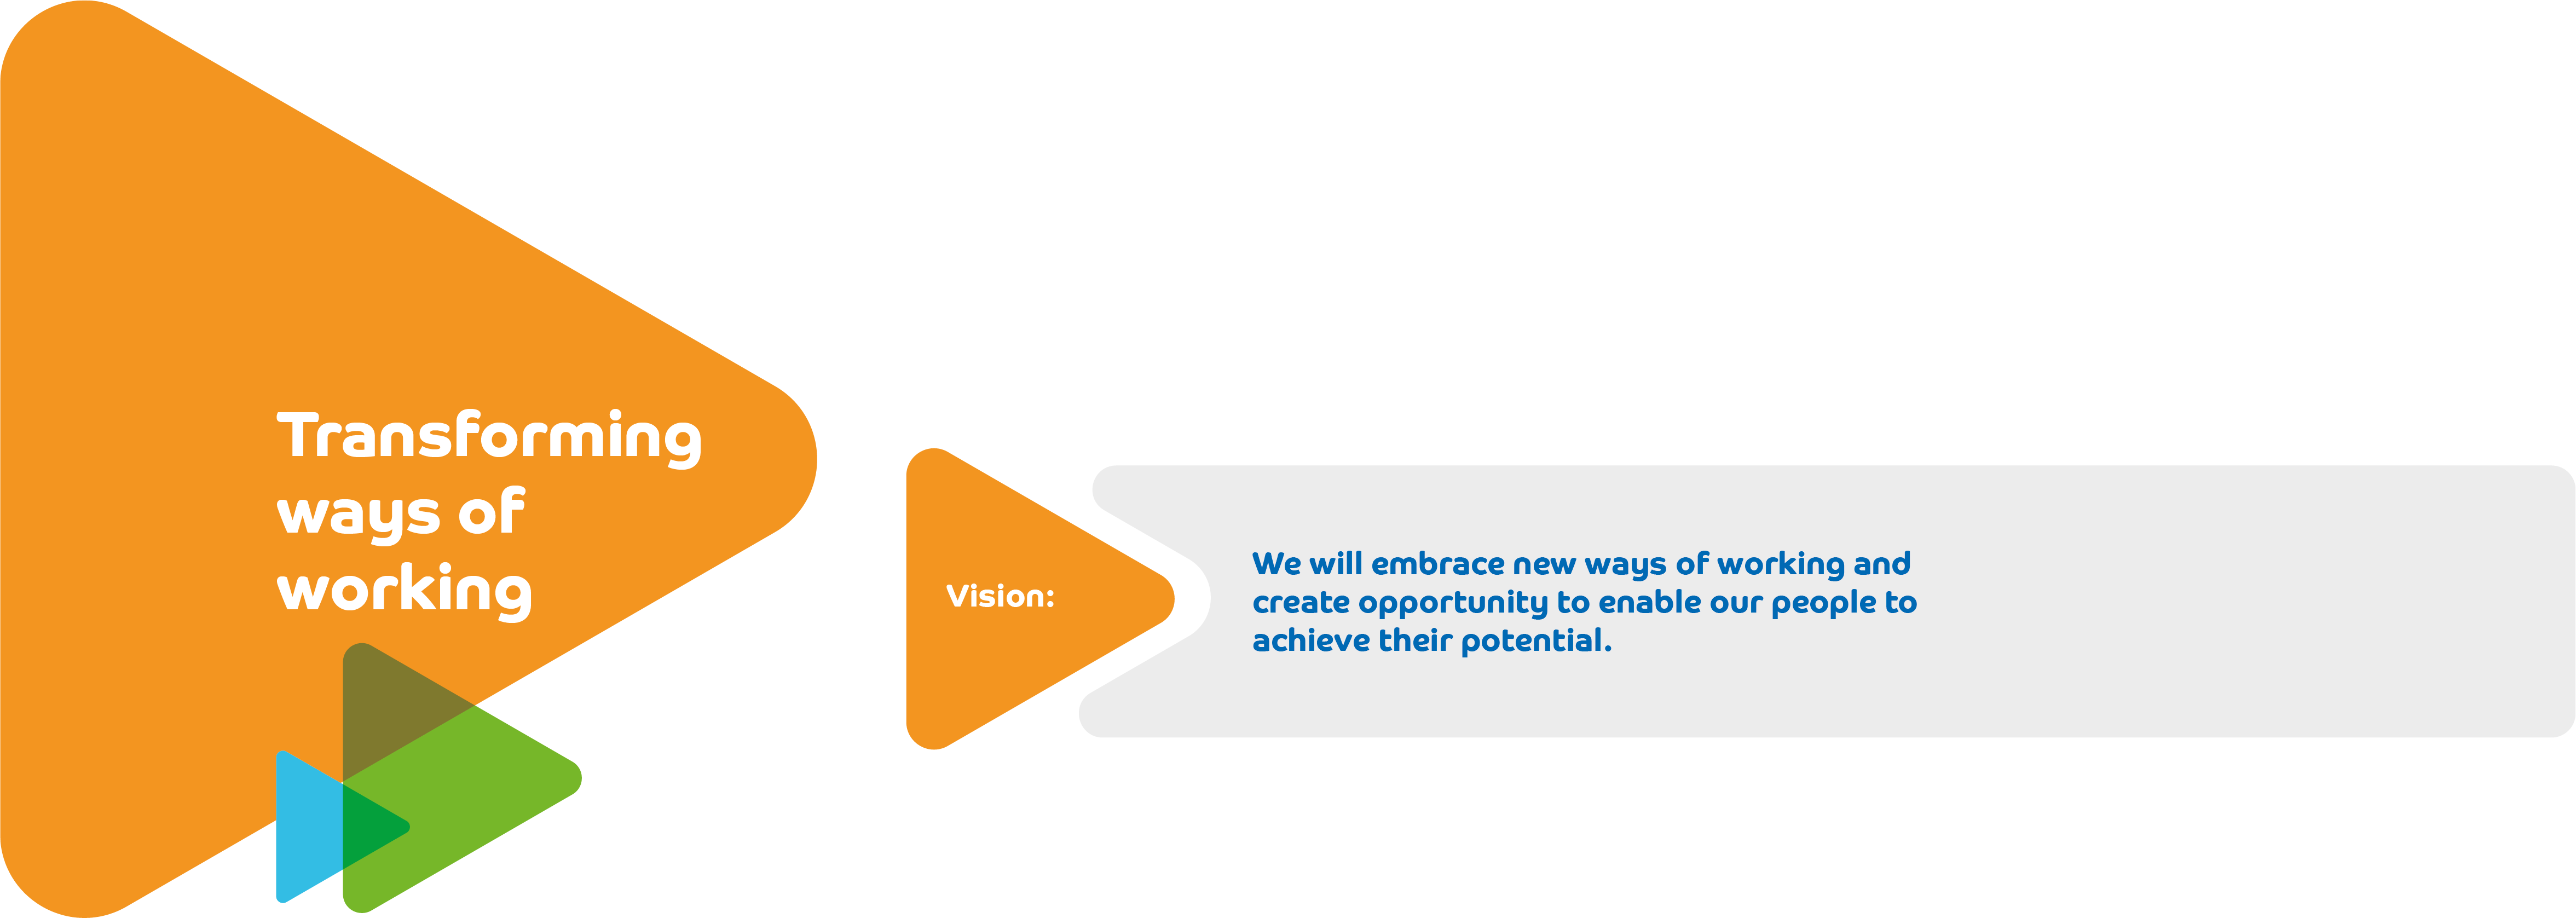 Transforming
ways of
working
Vision:
We will embrace new ways of working and
create opportunity to enable our people to
achieve their potential.